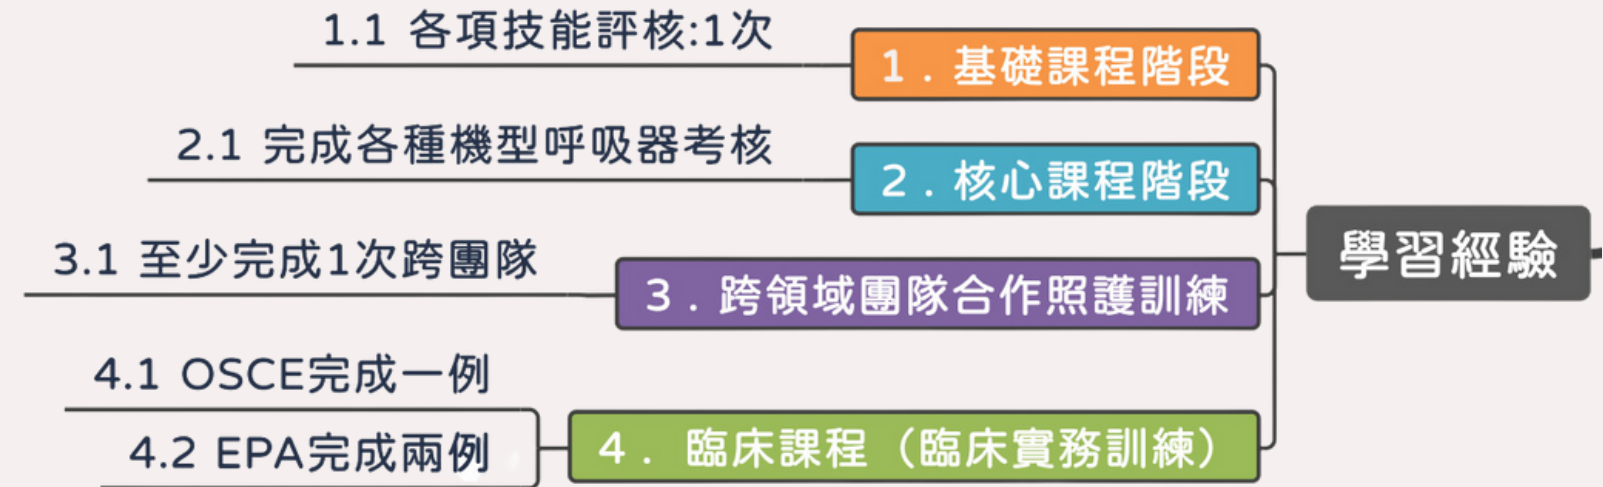 1.1 各項技能評核:1次
1. 基礎課程階段
2.1 完成各種機型呼吸器考核
2. 核心課程階段
學習經驗
3.1 至少完成1次跨團隊
3. 跨領域團隊合作照護訓練
4.1 OSCE完成一例
4. 臨床課程（臨床實務訓練）
4.2 EPA完成兩例